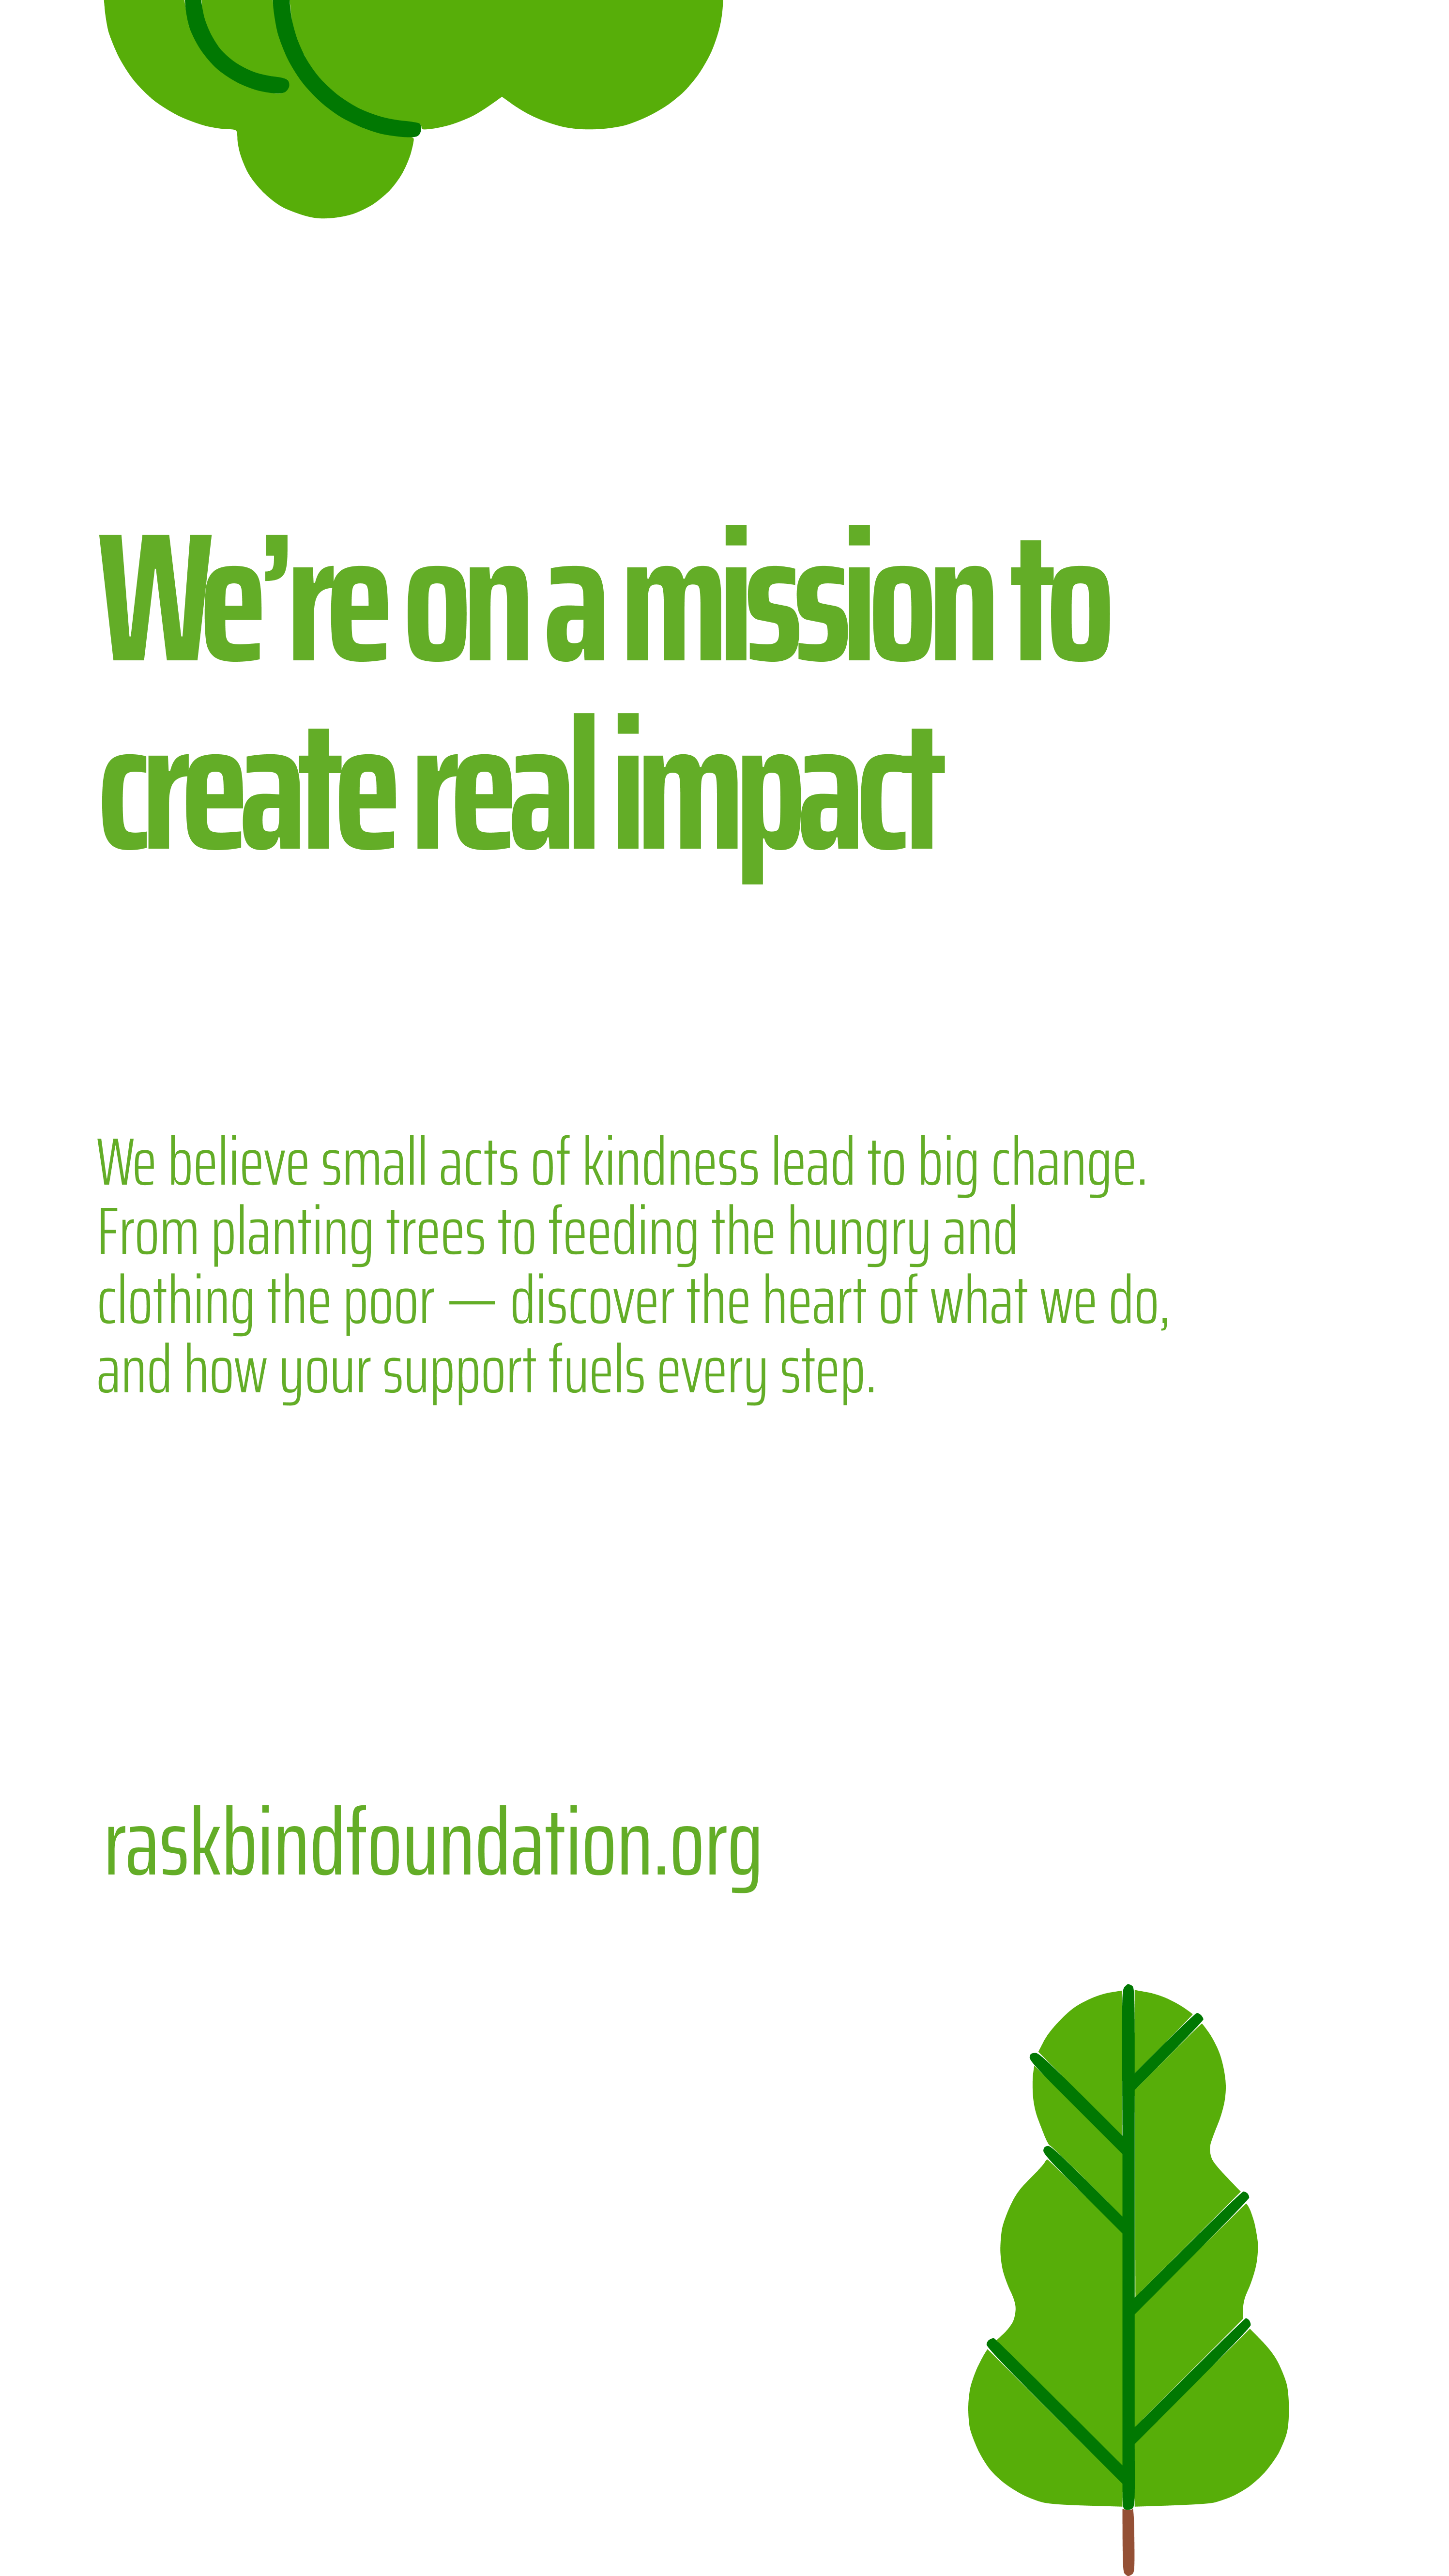 We’re on a mission to
create real impact
We believe small acts of kindness lead to big change.
From planting trees to feeding the hungry and
clothing the poor — discover the heart of what we do,
and how your support fuels every step.
raskbindfoundation.org